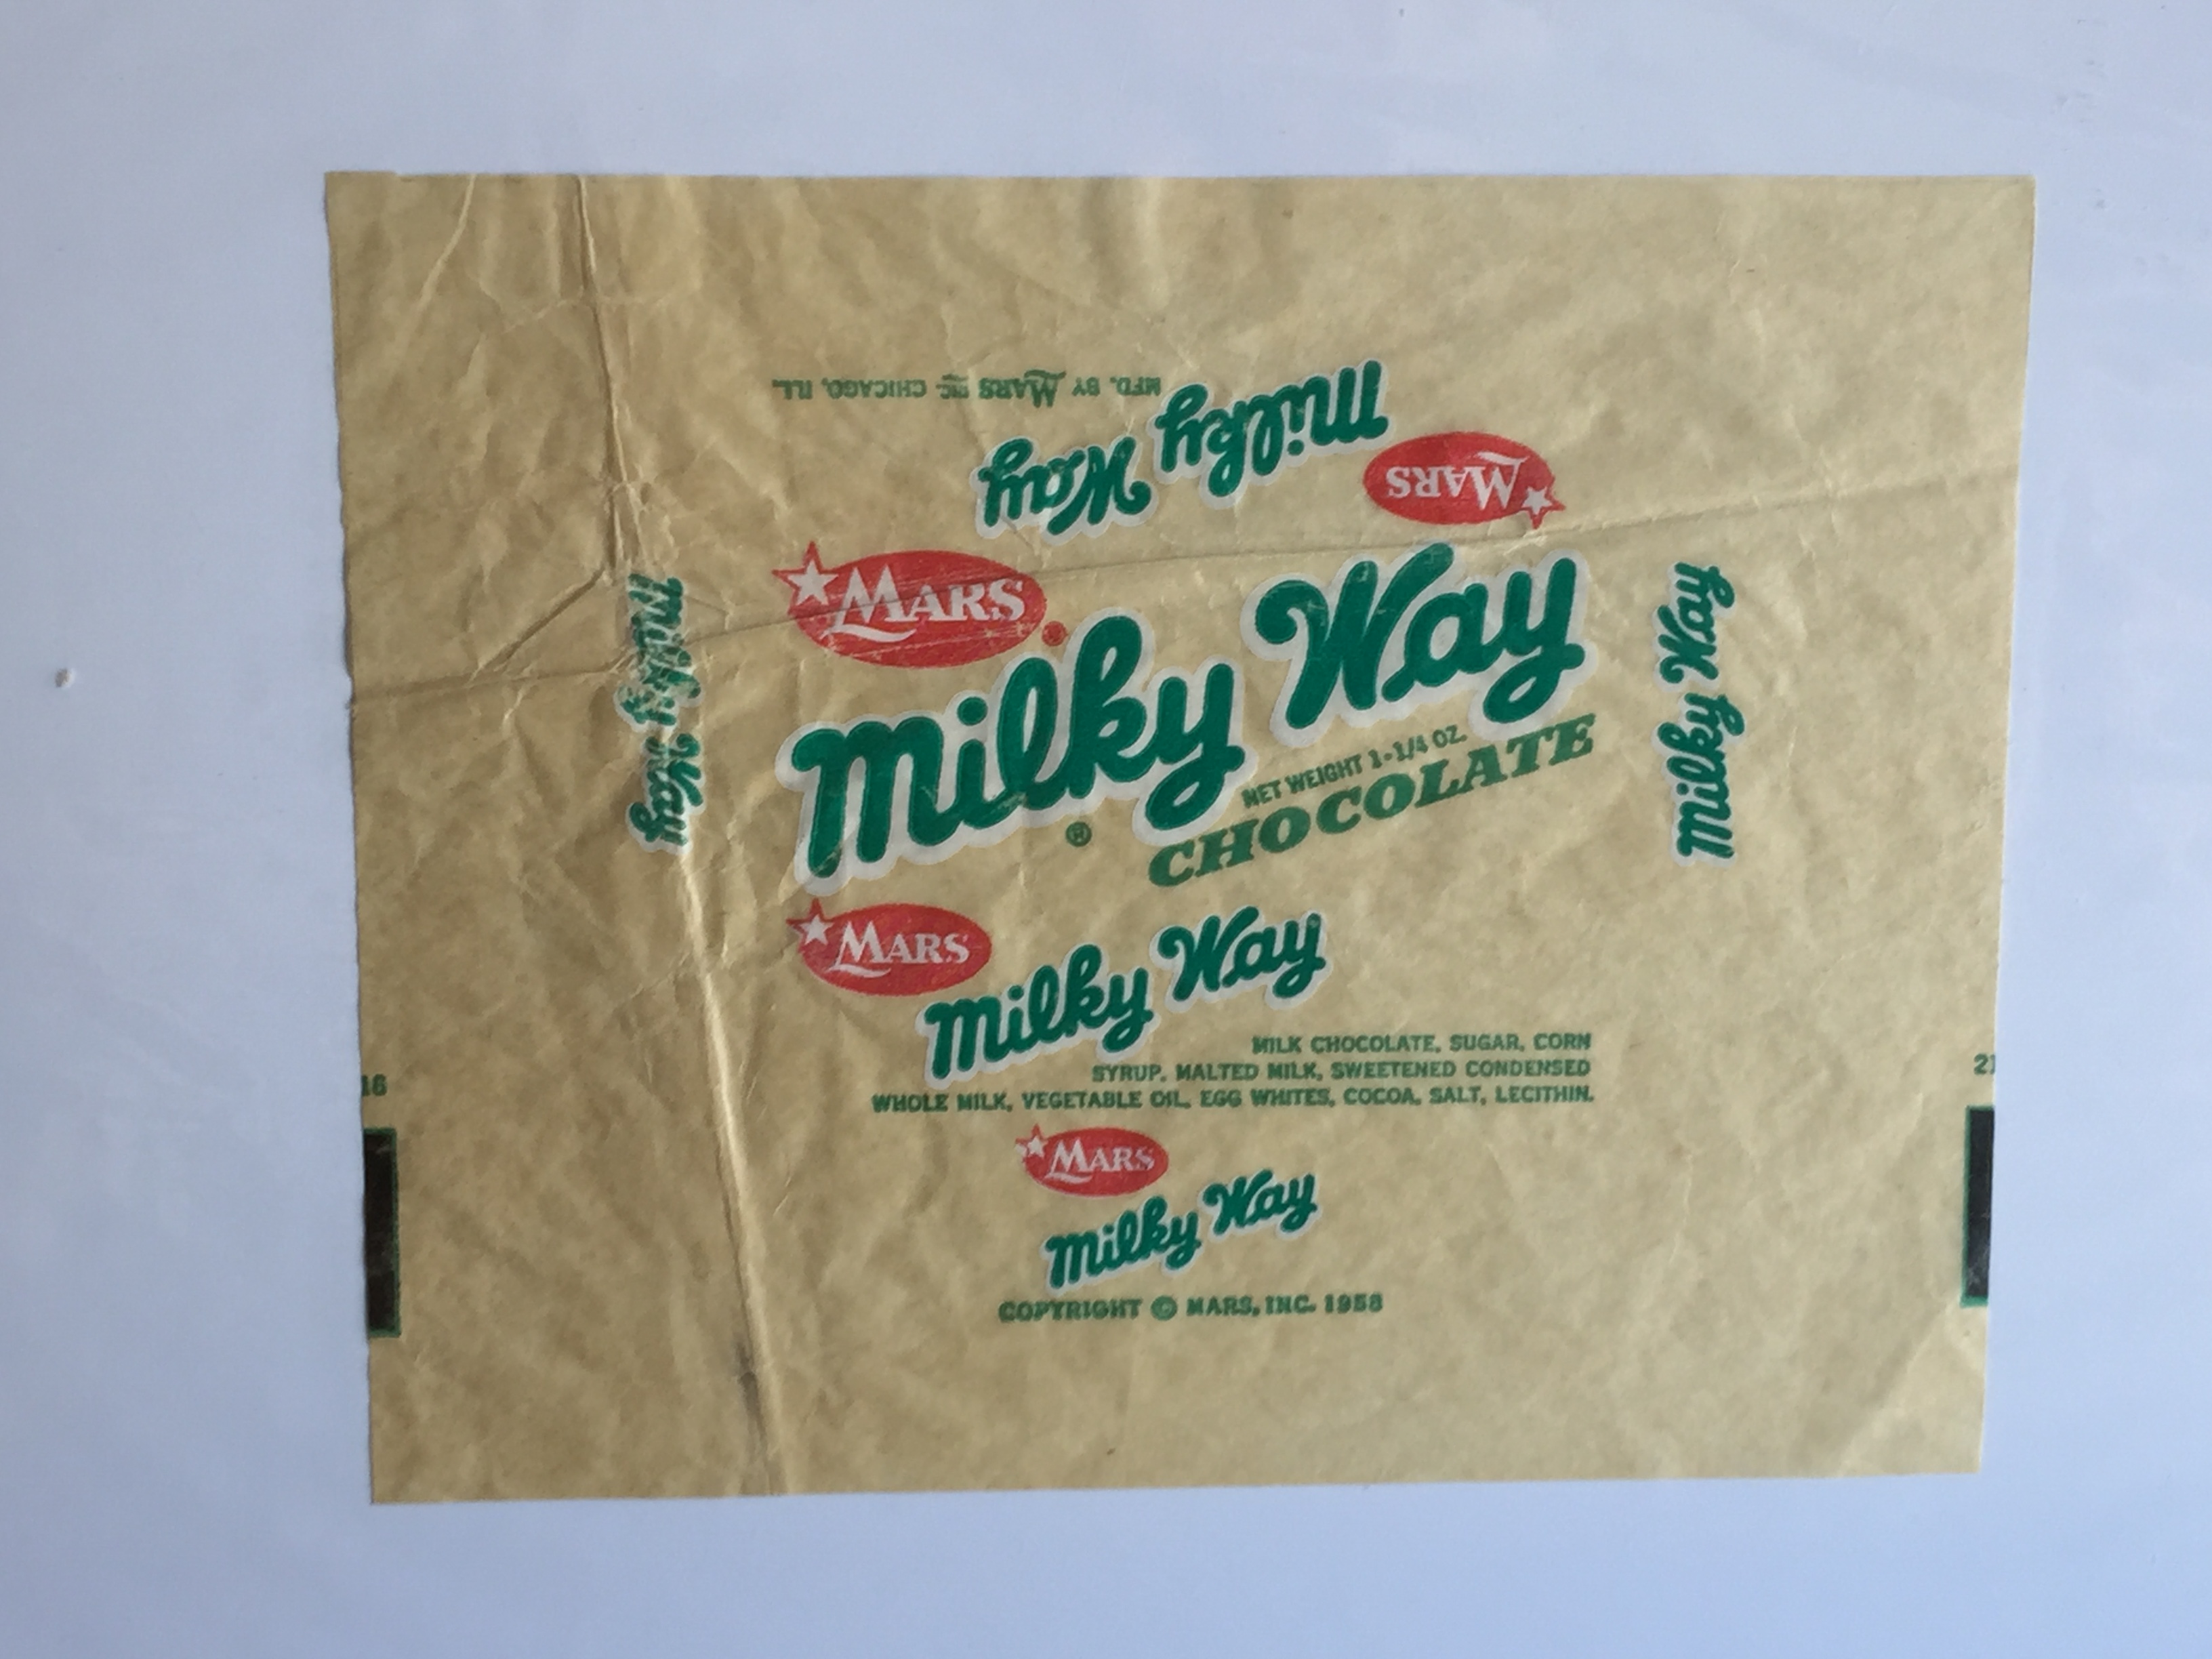 MFD. BY MARS INC. CHICAGO, ILL.
Milky Way
MARS
MARS
Milky Way
®
NET WEIGHT 1-1/4 OZ.
CHOCOLATE
Milky Way
Milky Way
MARS
Milky Way
MILK CHOCOLATE, SUGAR, CORN
SYRUP, MALTED MILK, SWEETENED CONDENSED
WHOLE MILK, VEGETABLE OIL, EGG WHITES, COCOA, SALT, LECITHIN.
16
21
MARS
Milky Way
COPYRIGHT © MARS, INC. 1958